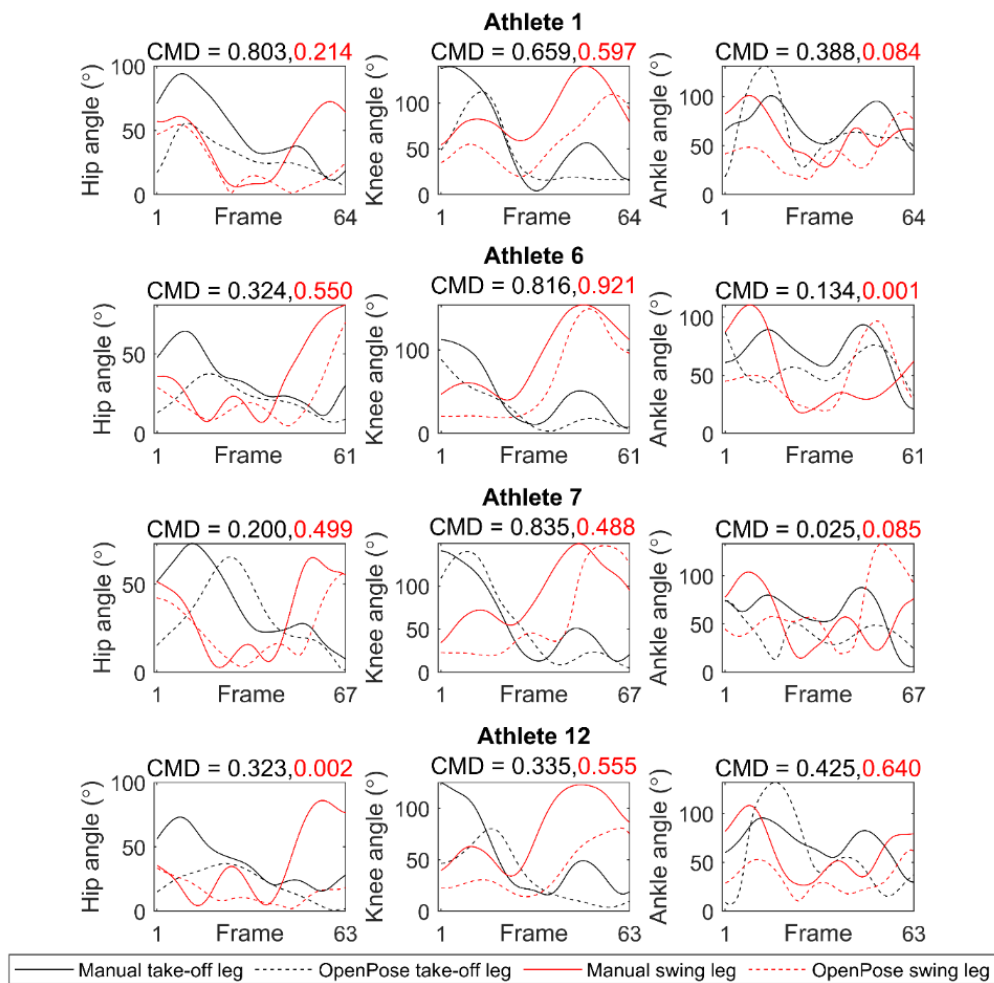 Athlete 1
CMD = 0.803,0.214
CMD = 0.659,0.597
CMD = 0.388,0.084
Hip angle (°)
100
50
0
1
Frame
64
Knee angle (°)
100
50
0
1
Frame
64
Ankle angle (°)
100
50
0
1
Frame
64
Athlete 6
CMD = 0.324,0.550
CMD = 0.816,0.921
CMD = 0.134,0.001
Hip angle (°)
50
0
1
Frame
61
Knee angle (°)
100
0
1
Frame
61
Ankle angle (°)
100
50
0
1
Frame
61
Athlete 7
CMD = 0.200,0.499
CMD = 0.835,0.488
CMD = 0.025,0.085
Hip angle (°)
50
0
1
Frame
67
Knee angle (°)
100
50
0
1
Frame
67
Ankle angle (°)
100
50
0
1
Frame
67
Athlete 12
CMD = 0.323,0.002
CMD = 0.335,0.555
CMD = 0.425,0.640
Hip angle (°)
100
50
0
1
Frame
63
Knee angle (°)
100
50
0
1
Frame
63
Ankle angle (°)
100
50
0
1
Frame
63
Manual take-off leg
OpenPose take-off leg
Manual swing leg
OpenPose swing leg